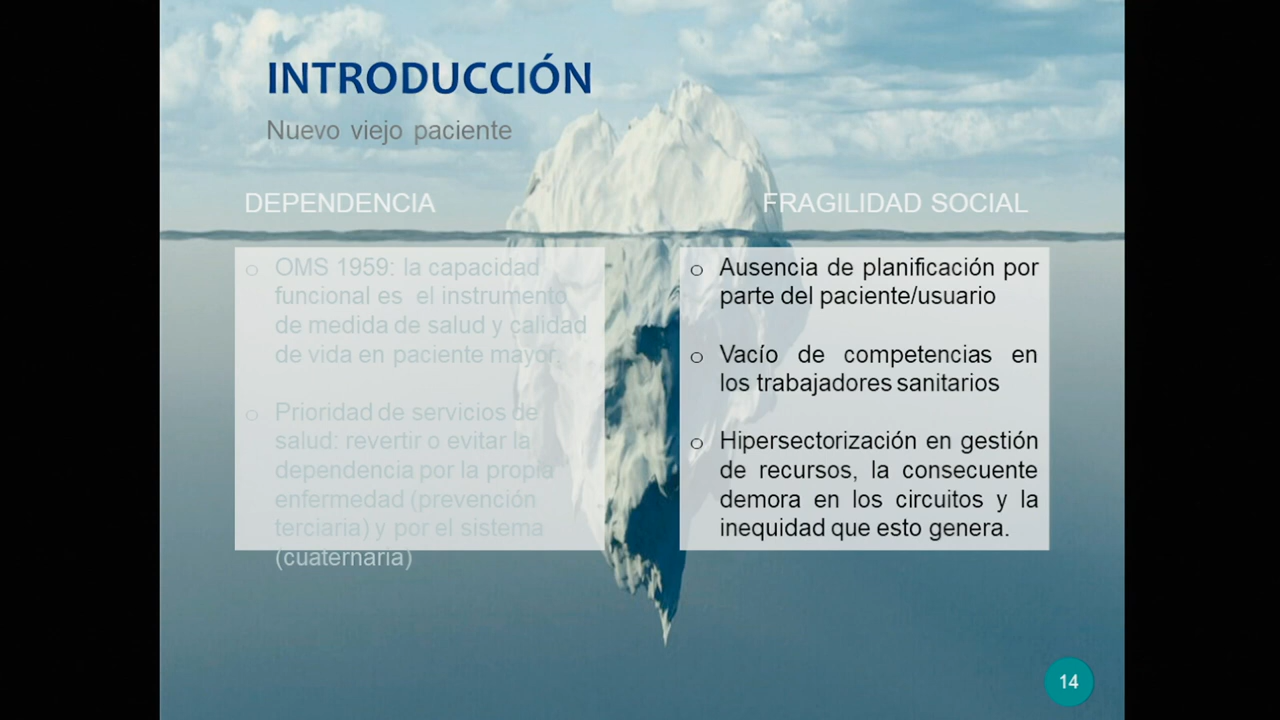 INTRODUCCIÓN
Nuevo viejo paciente
DEPENDENCIA
o OMS 1959: la capacidad
funcional es el instrumento
de medida de salud y calidad
de vida en paciente mayor.
o Prioridad de servicios de
salud: revertir o evitar la
dependencia por la propia
enfermedad (prevención
terciaria) y por el sistema
(cuaternaria)
FRAGILIDAD SOCIAL
o Ausencia de planificación por
parte del paciente/usuario
o Vacío de competencias en
los trabajadores sanitarios
o Hipersectorización en gestión
de recursos, la consecuente
demora en los circuitos y la
inequidad que esto genera.
14